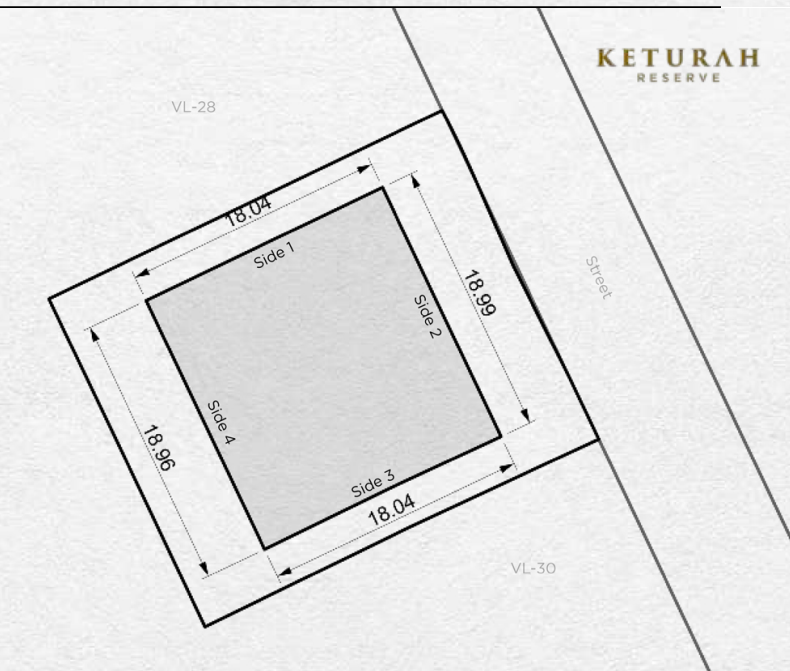 KETURAH
RESERVE
VL-28
18.04
Side 1
Street
Side 2
18.99
Side 4
18.96
Side 3
18.04
VL-30